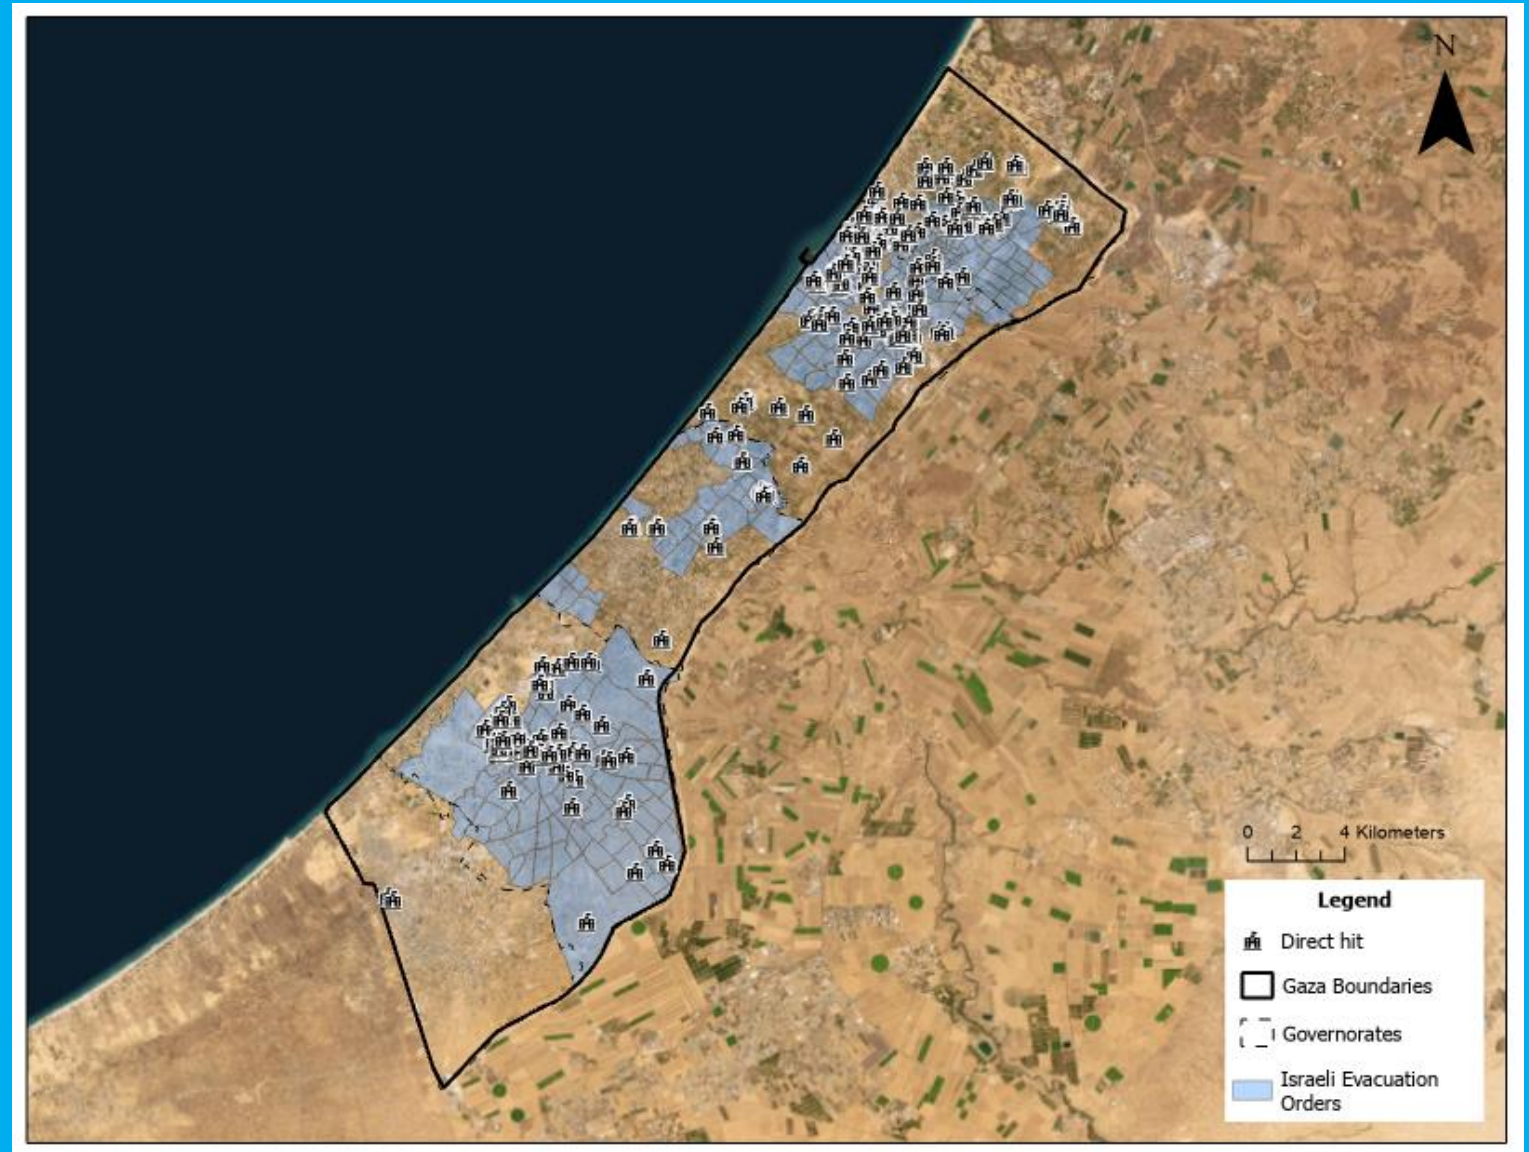 N
0 2 4 Kilometers
Legend
Direct hit
Gaza Boundaries
Governorates
Israeli Evacuation
Orders